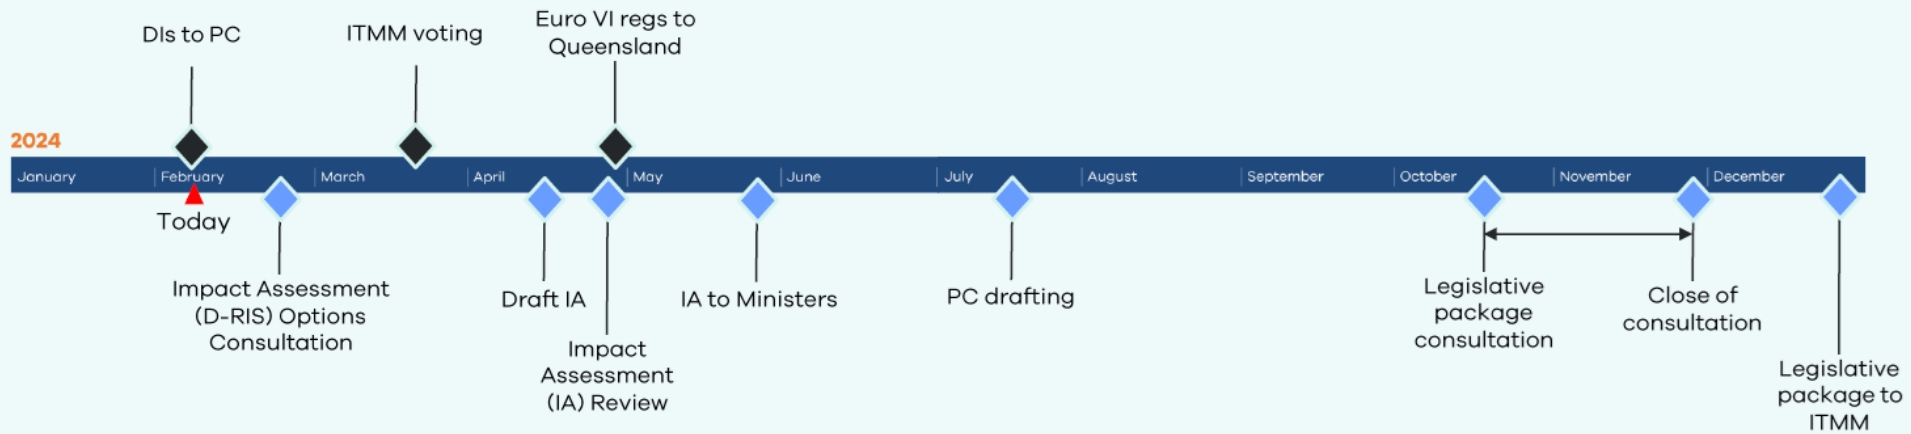 DIs to PC
ITMM voting
Euro VI regs to
Queensland
2024
January
February
March
April
May
June
July
August
September
October
November
December
Today
Impact Assessment
(D-RIS) Options
Consultation
Draft IA
Impact
Assessment
(IA) Review
IA to Ministers
PC drafting
Legislative
package
consultation
Close of
consultation
Legislative
package to
ITMM